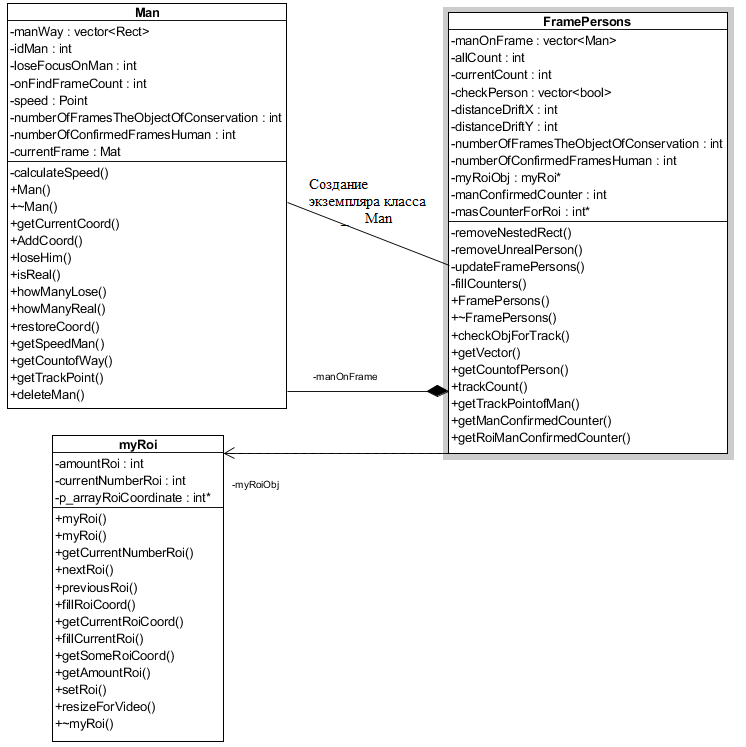 Man
-manWay : vector<Rect>
-idMan : int
-loseFocusOnMan : int
-onFindFrameCount : int
-speed : Point
-numberOfFramesTheObjectOfConservation : int
-numberOfConfirmedFramesHuman : int
-currentFrame : Mat
-calculateSpeed()
+Man()
+~Man()
+getCurrentCoord()
+AddCoord()
+loseHim()
+isReal()
+howManyLose()
+howManyReal()
+restoreCoord()
+getSpeedMan()
+getCountofWay()
+getTrackPoint()
+deleteMan()
Создание
экземпляра класса
_ Man
-manOnFrame
FramePersons
-manOnFrame : vector<Man>
-allCount : int
-currentCount : int
-checkPerson : vector<bool>
-distanceDriftX : int
-distanceDriftY : int
-numberOfFramesTheObjectOfConservation : int
-numberOfConfirmedFramesHuman : int
-myRoiObj : myRoi*
-manConfirmedCounter : int
-masCounterForRoi : int*
-removeNestedRect()
-removeUnrealPerson()
-updateFramePersons()
-fillCounters()
+FramePersons()
+~FramePersons()
+checkObjForTrack()
+getVector()
+getCountofPerson()
+trackCount()
+getTrackPointofMan()
+getManConfirmedCounter()
+getRoiManConfirmedCounter()
myRoi
-amountRoi : int
-currentNumberRoi : int
-p_arrayRoiCoordinate : int*
+myRoi()
+myRoi()
+getCurrentNumberRoi()
+nextRoi()
+previousRoi()
+fillRoiCoord()
+getCurrentRoiCoord()
+fillCurrentRoi()
+getSomeRoiCoord()
+getAmountRoi()
+setRoi()
+resizeForVideo()
+~myRoi()
-myRoiObj